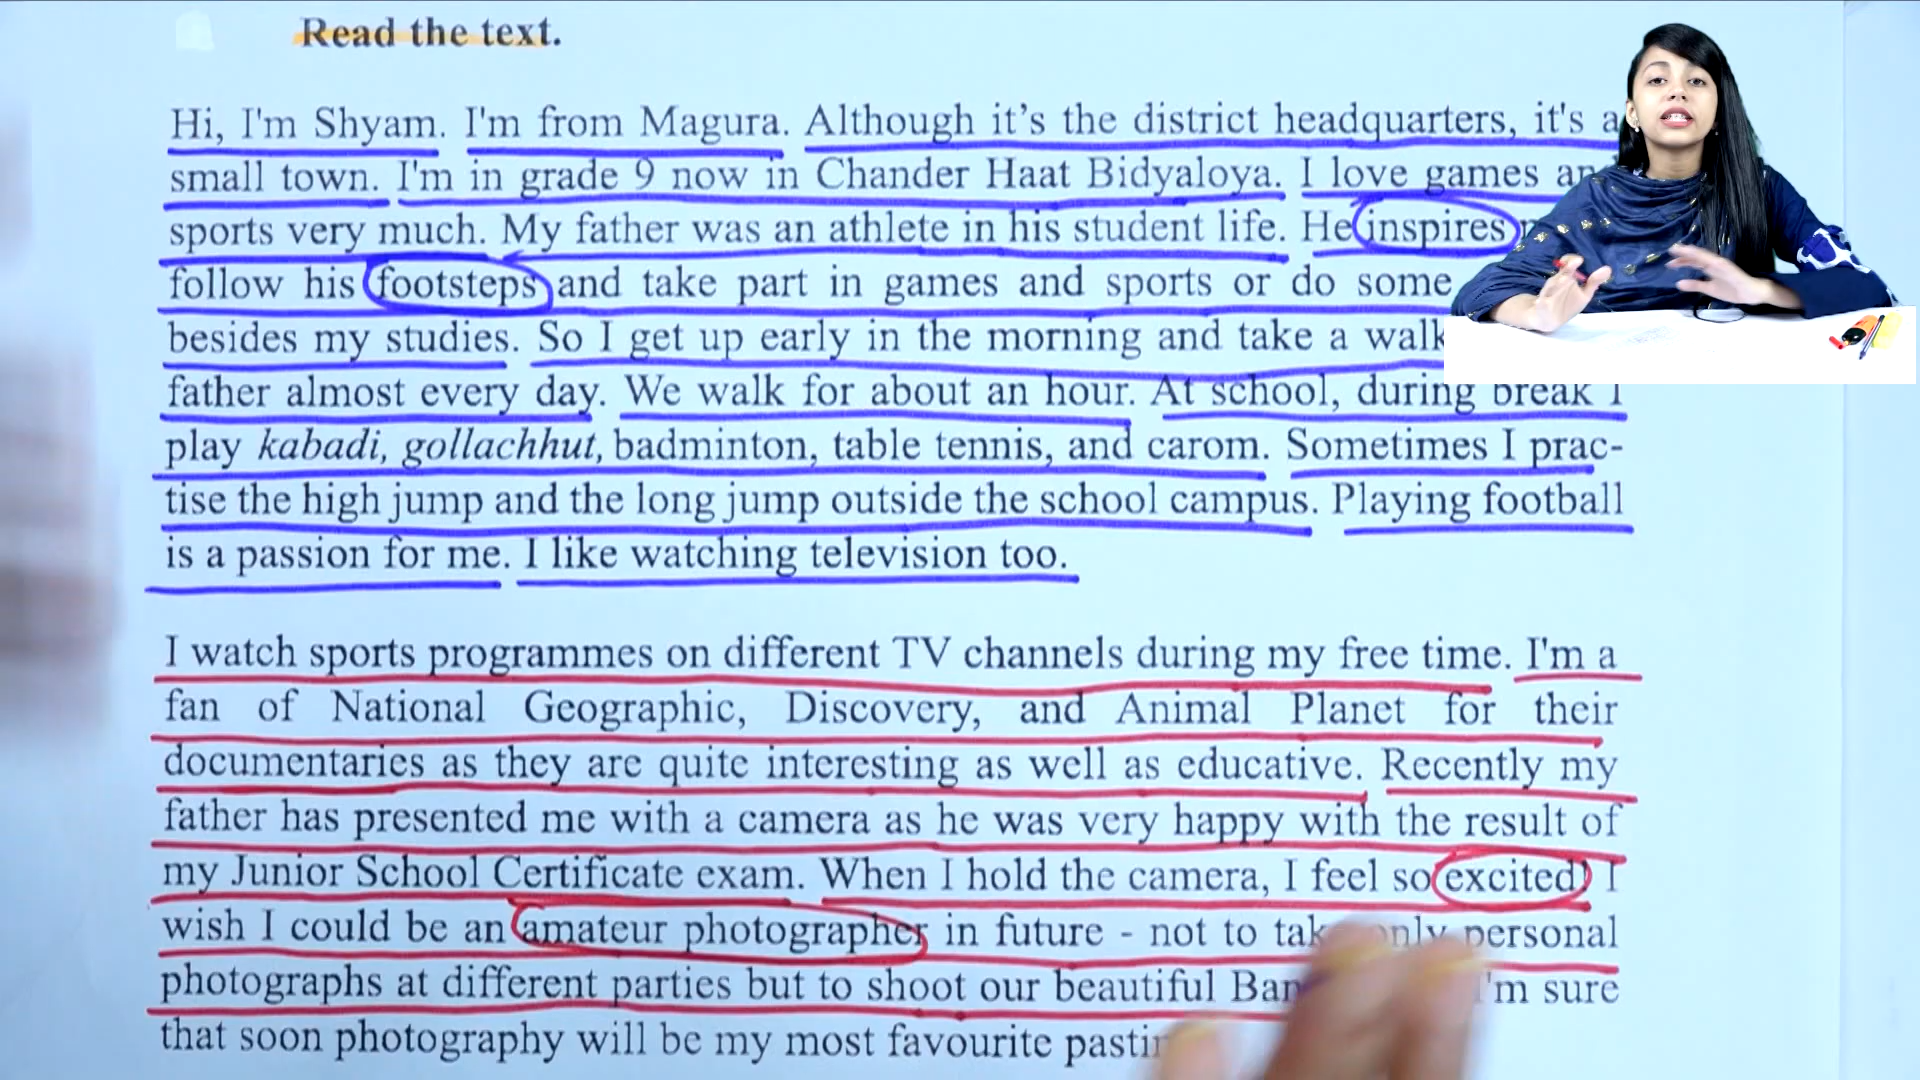 Read the text.
Hi, I'm Shyam. I'm from Magura. Although it’s the district headquarters, it's a
small town. I'm in grade 9 now in Chander Haat Bidyaloya. I love games
sports very much. My father was an athlete in his student life. He inspires
follow his footsteps and take part in games and sports or do some
besides my studies. So I get up early in the morning and take a walk
father almost every day. We walk for about an hour. At school, during break I
play kabadi, gollachhut, badminton, table tennis, and carom. Sometimes I prac-
tise the high jump and the long jump outside the school campus. Playing football
is a passion for me. I like watching television too.
I watch sports programmes on different TV channels during my free time. I'm a
fan of National Geographic, Discovery, and Animal Planet for their
documentaries as they are quite interesting as well as educative. Recently my
father has presented me with a camera as he was very happy with the result of
my Junior School Certificate exam. When I hold the camera, I feel so excited! I
wish I could be an amateur photographer in future - not to only personal
photographs at different parties but to shoot our beautiful I'm sure
that soon photography will be my most favourite